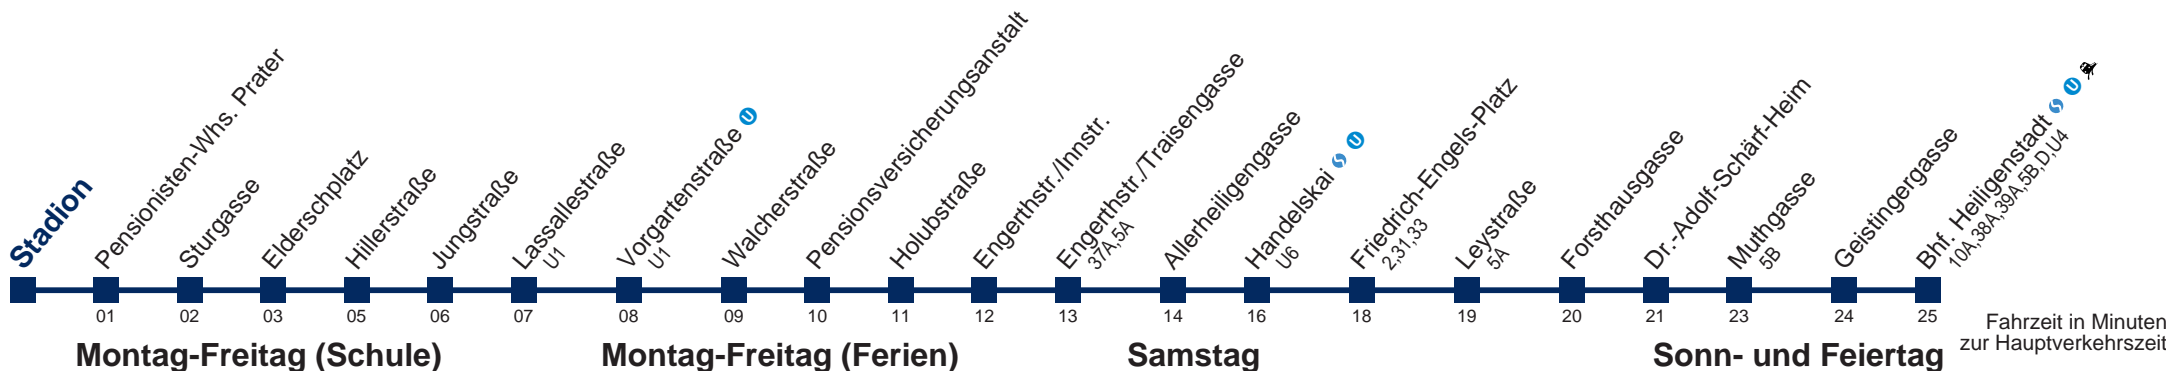 Stadion
Pensionisten-Whs. Prater
Sturgasse
Elderschplatz
Hillerstraße
Jungstraße
Lassallestraße
U1
Vorgartenstraße U
U1
Walcherstraße
Pensionsversicherungsanstalt
Holubstraße
Engerthstr./Innstr.
Engerthstr./Traisengasse
37A,5A
Allerheiligengasse
Handelskai S U
U6
Friedrich-Engels-Platz
2,31,33
Leystraße
5A
Forsthausgasse
Dr.-Adolf-Schärf-Heim
Muthgasse
5B
Geistingergasse
Bhf. Heiligenstadt S U
10A,38A,39A,5B,D,U4
01 02 03 05 06 07 08 09 10 11 12 13 14 16 18 19 20 21 23 24 25
Fahrzeit in Minuten
zur Hauptverkehrszeit
Montag-Freitag (Schule) Montag-Freitag (Ferien) Samstag Sonn- und Feiertag